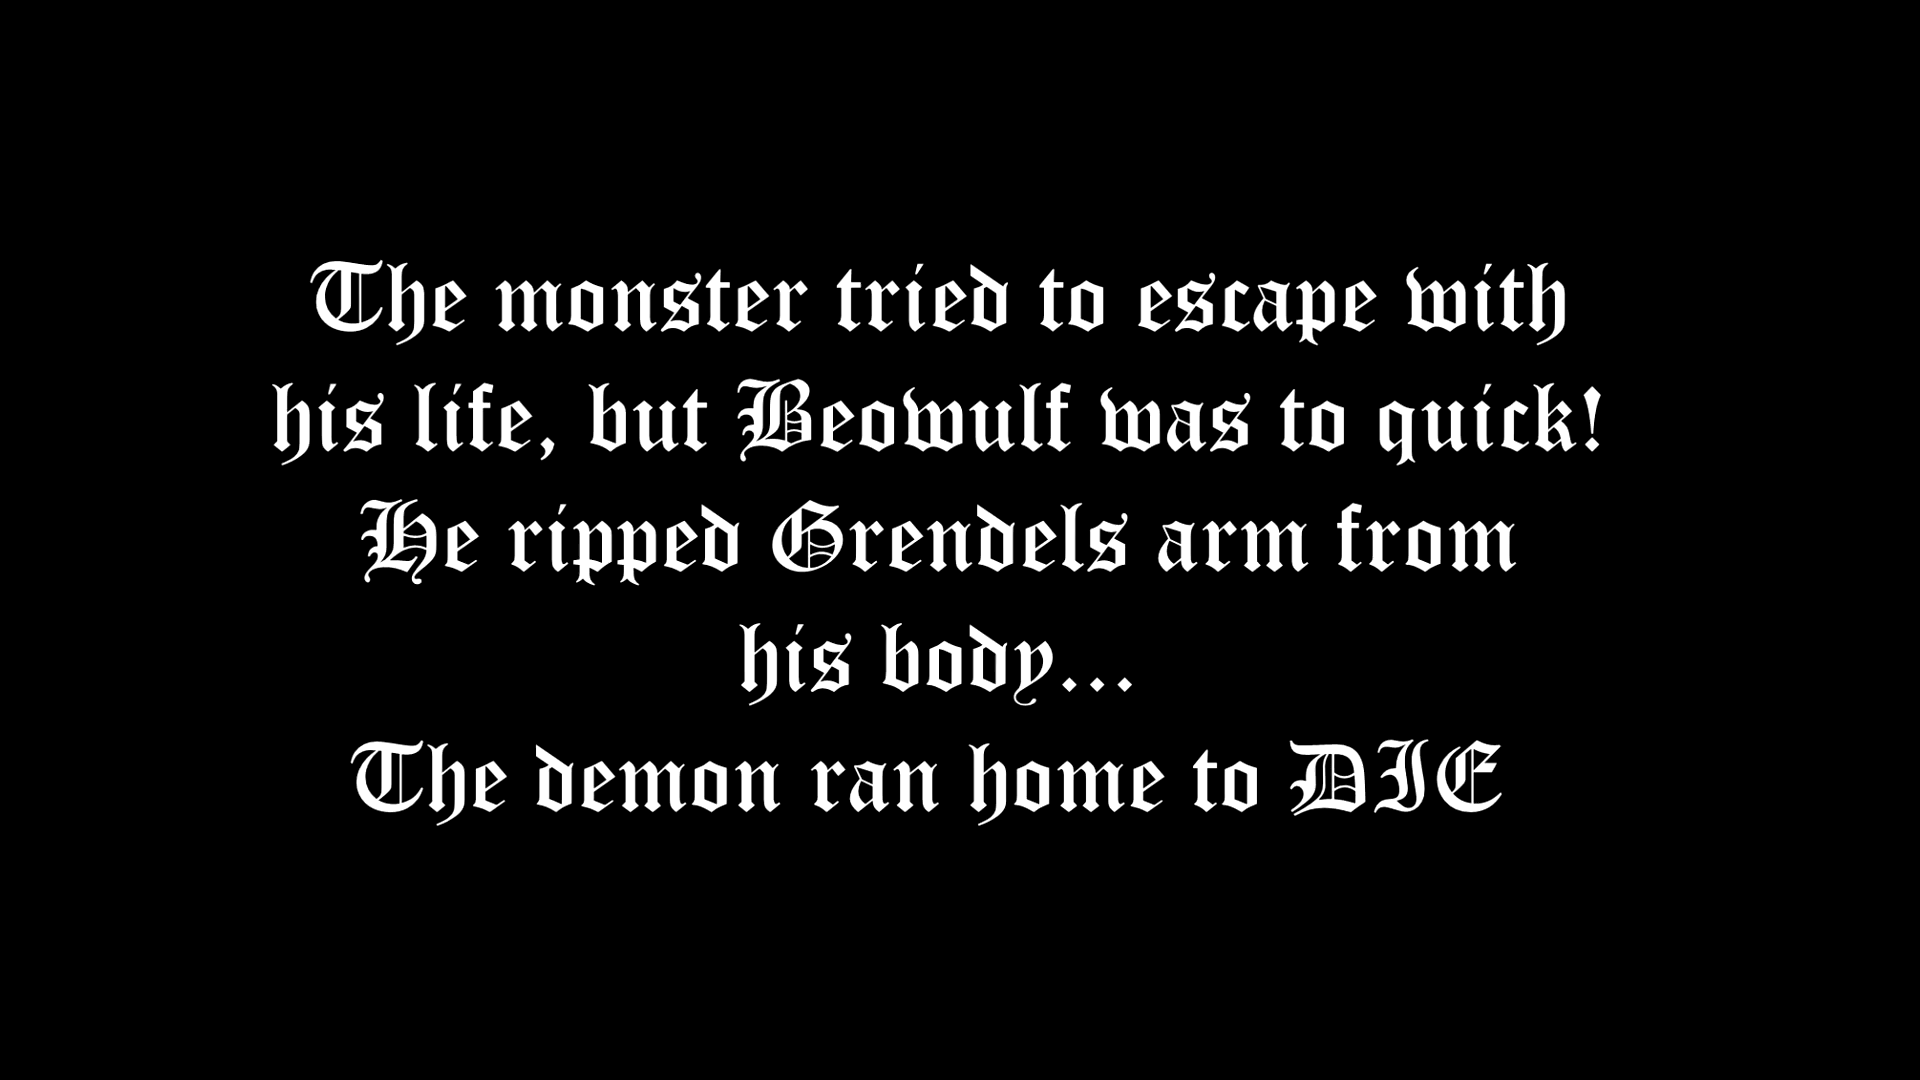 The monster tried to escape with
his life, but Beowulf was to quick!
He ripped Grendels arm from
his body...
The demon ran home to DIE